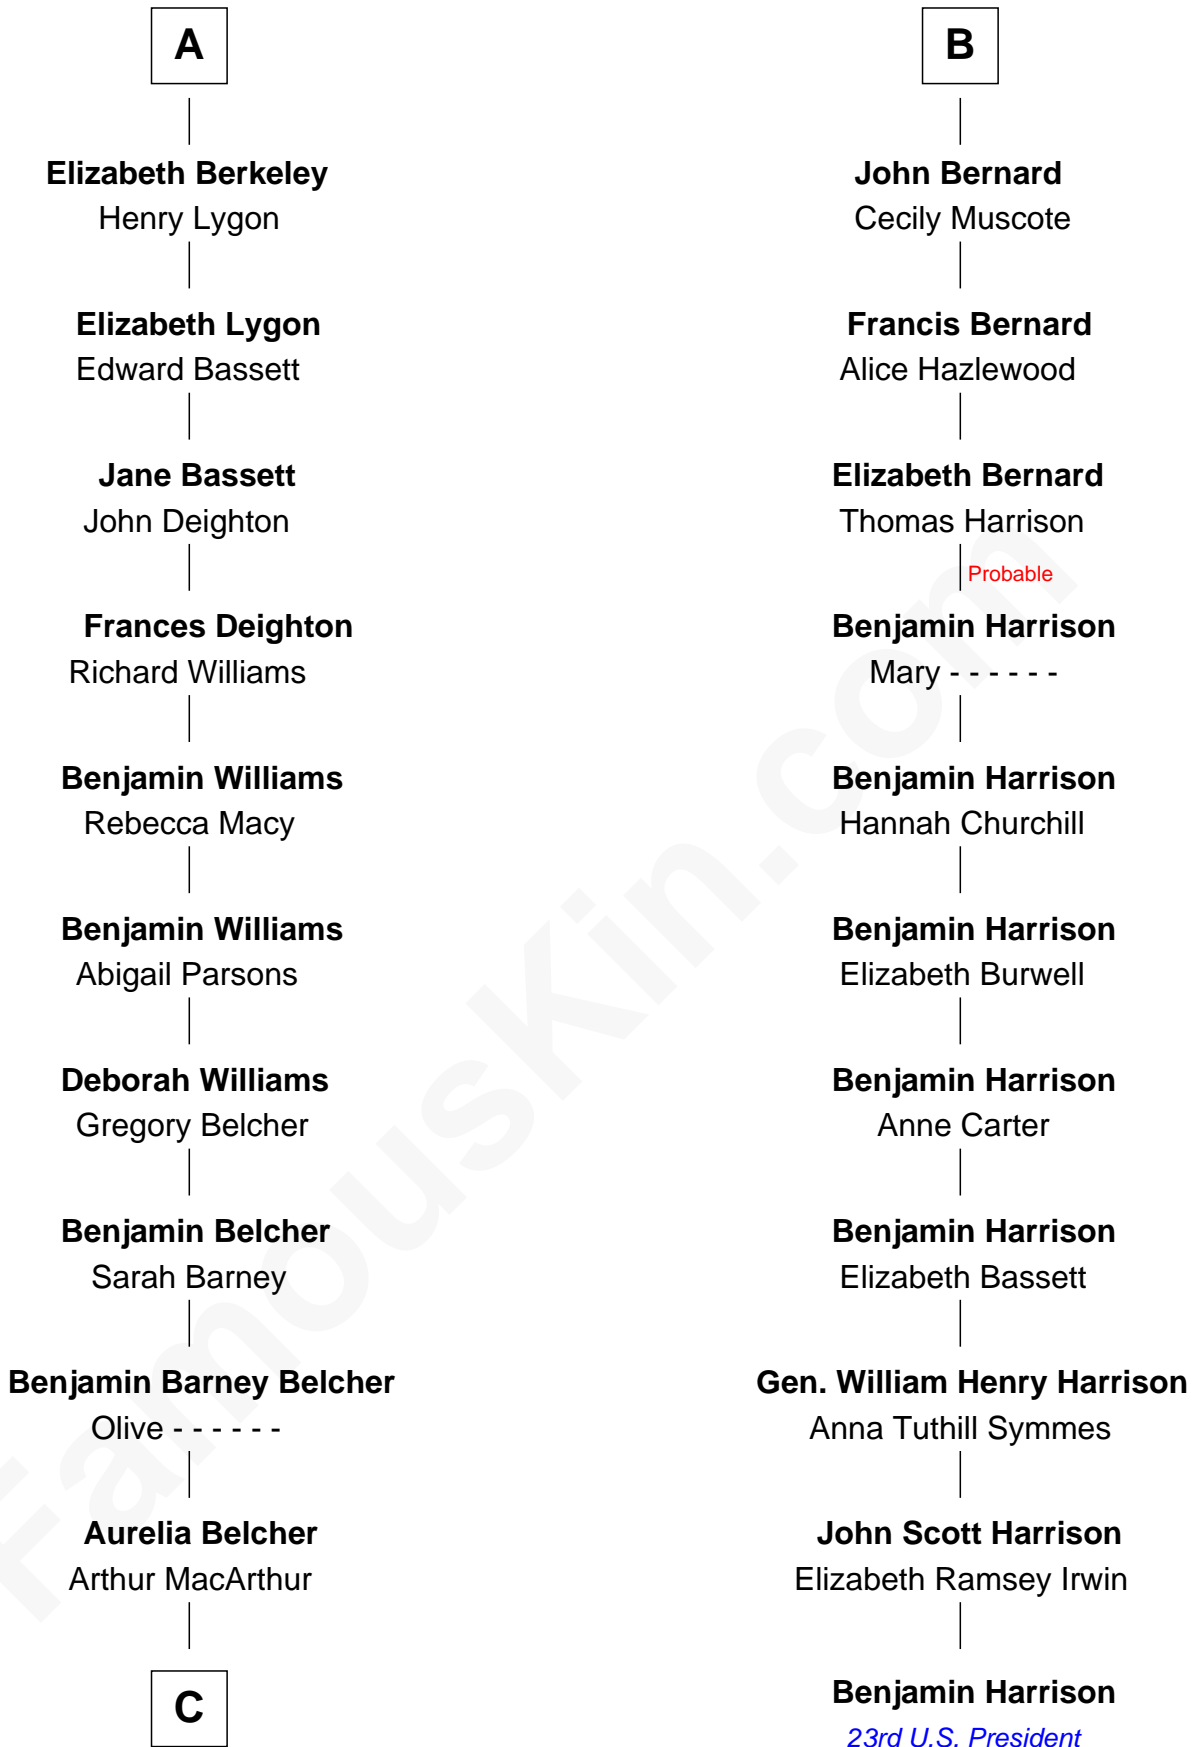 A
Elizabeth Berkeley
Henry Lygon
Elizabeth Lygon
Edward Bassett
Jane Bassett
John Deighton
Frances Deighton
Richard Williams
Benjamin Williams
Rebecca Macy
Benjamin Williams
Abigail Parsons
Deborah Williams
Gregory Belcher
Benjamin Belcher
Sarah Barney
Benjamin Barney Belcher
Olive - - - - - -
Aurelia Belcher
Arthur MacArthur
C
B
John Bernard
Cecily Muscote
Francis Bernard
Alice Hazlewood
Elizabeth Bernard
Thomas Harrison
Probable
Benjamin Harrison
Mary - - - - - -
Benjamin Harrison
Hannah Churchill
Benjamin Harrison
Elizabeth Burwell
Benjamin Harrison
Anne Carter
Benjamin Harrison
Elizabeth Bassett
Gen. William Henry Harrison
Anna Tuthill Symmes
John Scott Harrison
Elizabeth Ramsey Irwin
Benjamin Harrison
23rd U.S. President
FamousKin.com